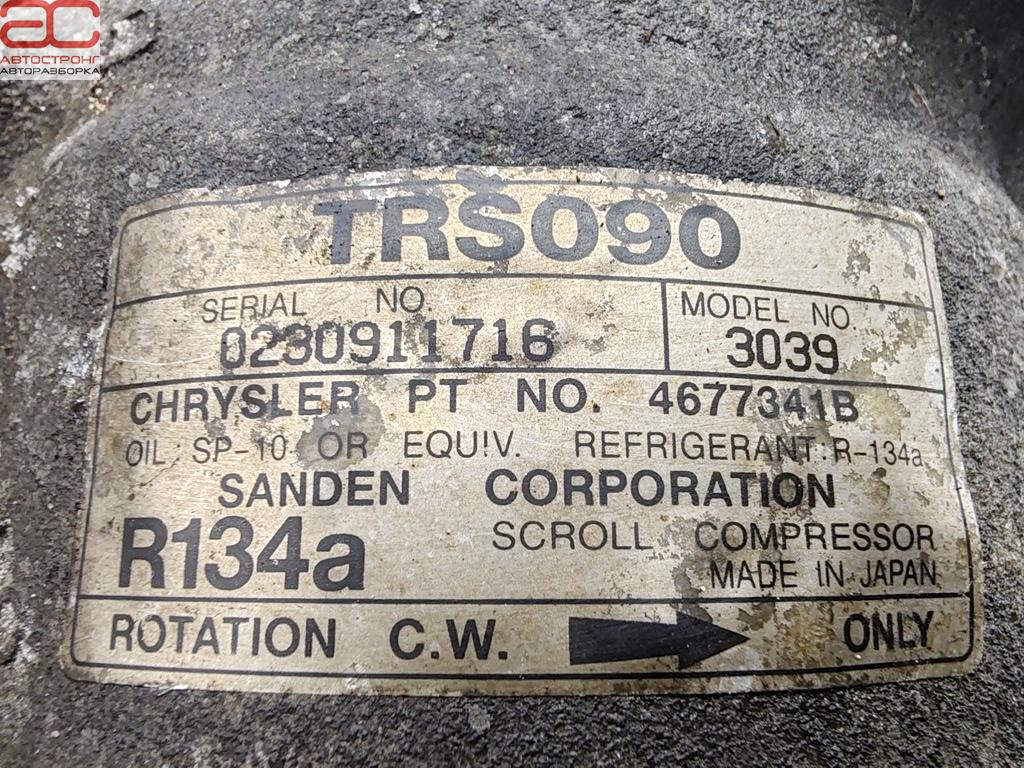 АС
АВТОСТРОНГ
АВТОРАЗБОРКА
TRS090
SERIAL NO.
0230911716
MODEL NO.
3039
CHRYSLER PT NO. 4677341B
OIL: SP-10 OR EQUIV. REFRIGERANT: R-134a
SANDEN CORPORATION
R134a
SCROLL COMPRESSOR
MADE IN JAPAN
ROTATION C.W. ONLY